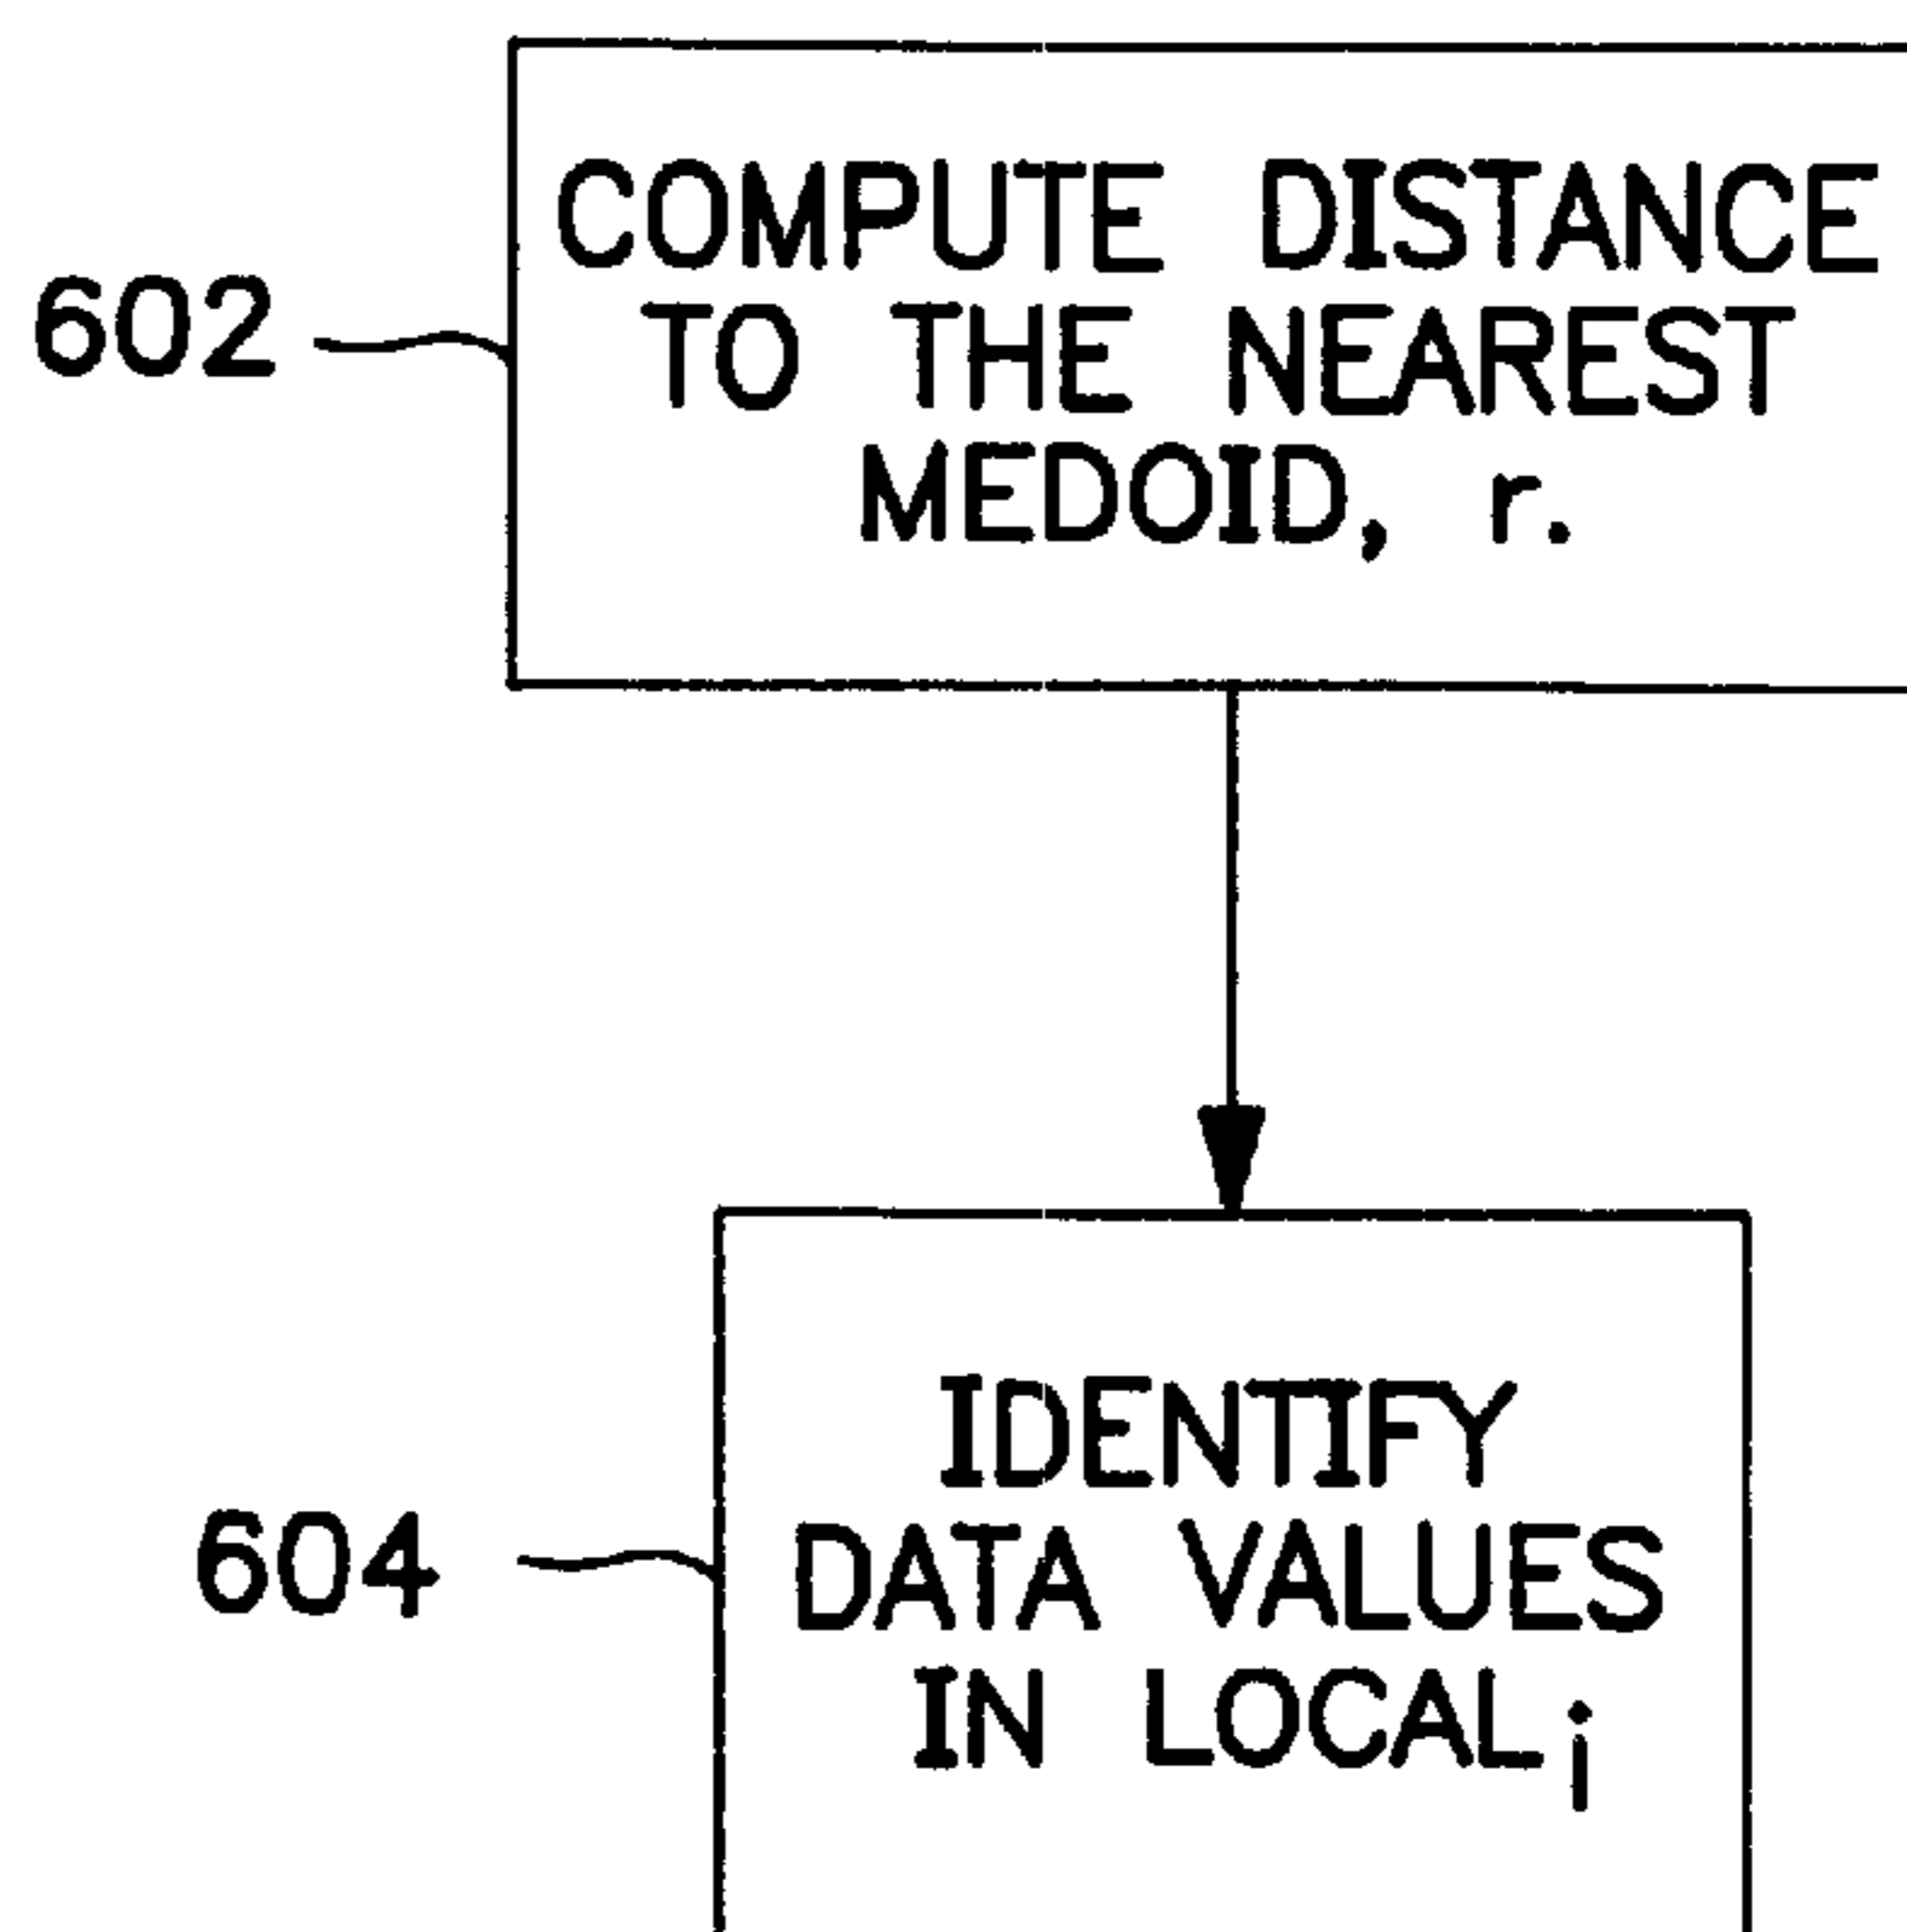 COMPUTE DISTANCE
TO THE NEAREST
MEDOID, r.
602
IDENTIFY
DATA VALUES
IN LOCALi
604